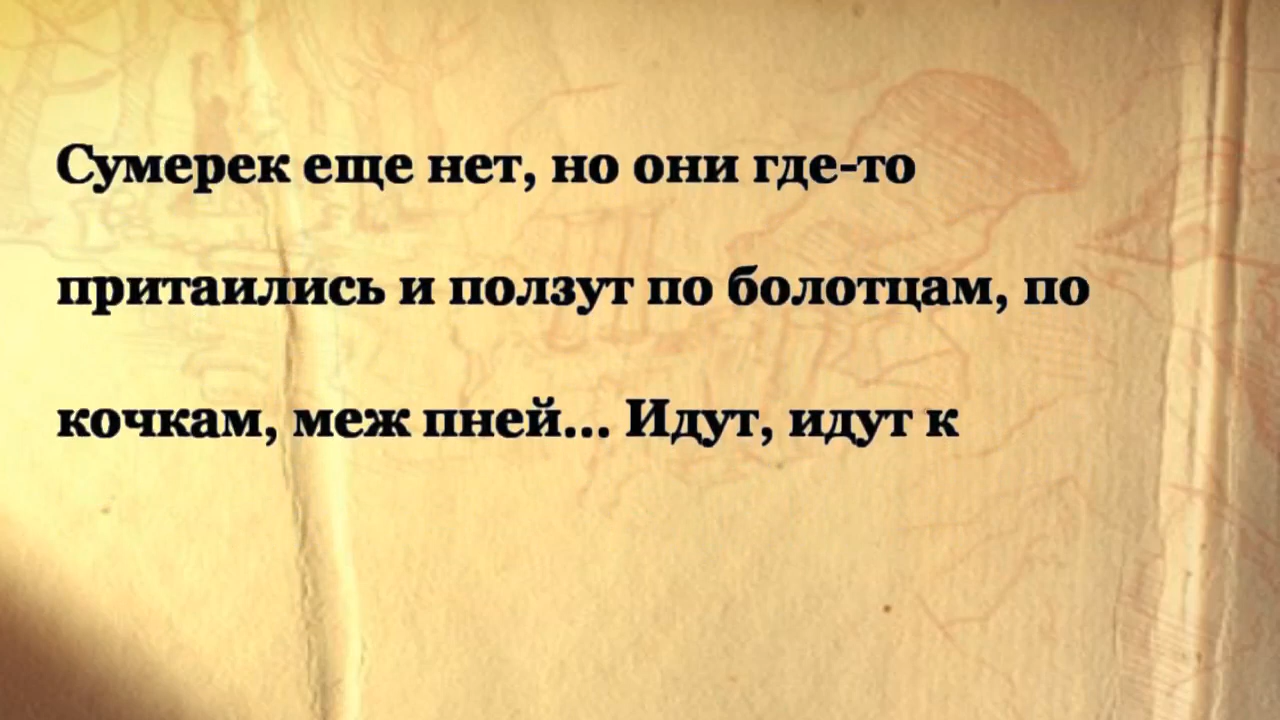 Сумерек еще нет, но они где-то
притаились и ползут по болотцам, по
кочкам, меж пней... Идут, идут к